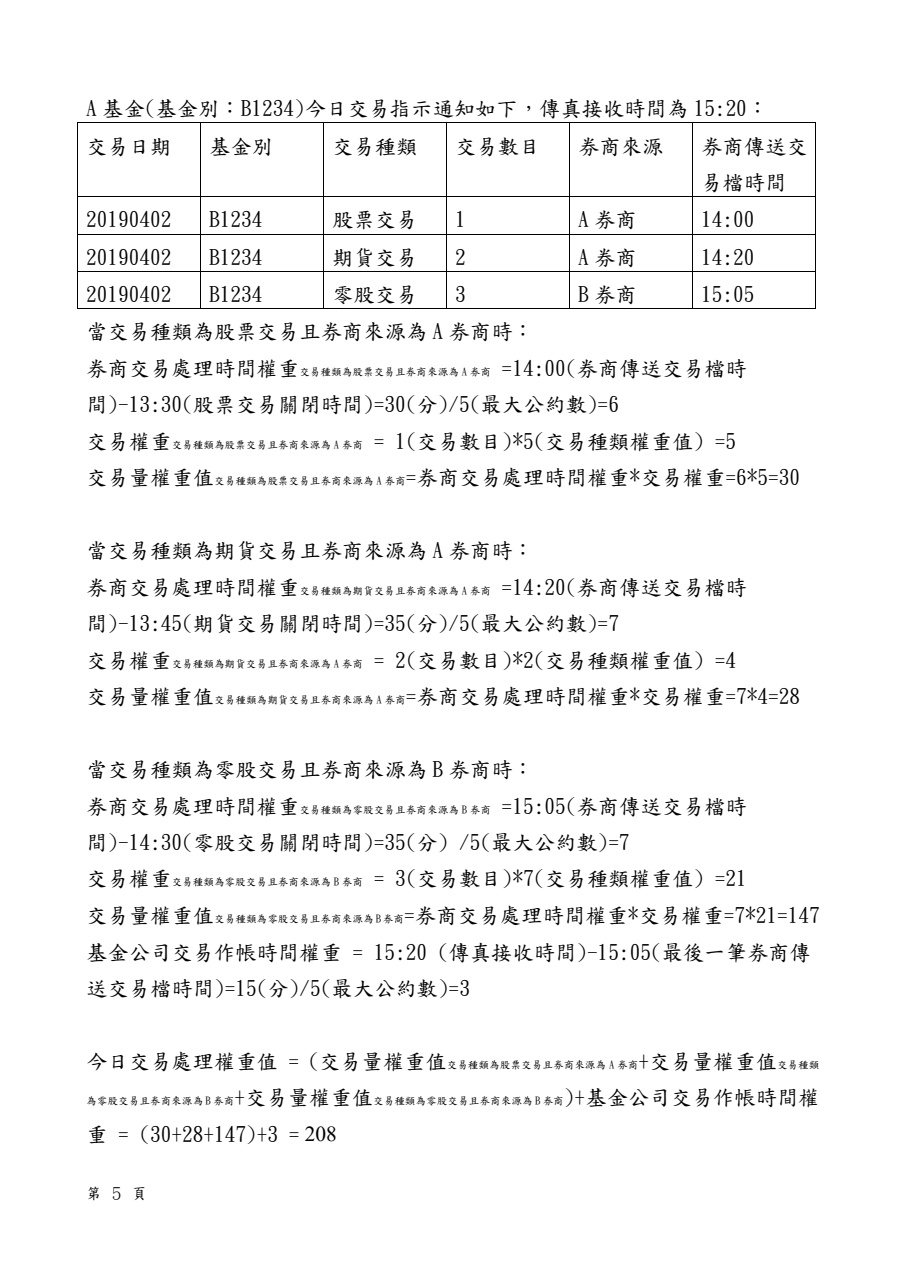 A 基金(基金別：B1234)今日交易指示通知如下，傳真接收時間為 15:20：
交易日期 基金別 交易種類 交易數目 券商來源 券商傳送交
易檔時間
20190402 B1234 股票交易 1 A 券商 14:00
20190402 B1234 期貨交易 2 A 券商 14:20
20190402 B1234 零股交易 3 B 券商 15:05
當交易種類為股票交易且券商來源為 A 券商時：
券商交易處理時間權重交易種類為股票交易且券商來源為 A 券商 =14:00(券商傳送交易檔時
間)-13:30(股票交易關閉時間)=30(分)/5(最大公約數)=6
交易權重交易種類為股票交易且券商來源為 A 券商 = 1(交易數目)*5(交易種類權重值) =5
交易量權重值交易種類為股票交易且券商來源為 A 券商=券商交易處理時間權重*交易權重=6*5=30
當交易種類為期貨交易且券商來源為 A 券商時：
券商交易處理時間權重交易種類為期貨交易且券商來源為 A 券商 =14:20(券商傳送交易檔時
間)-13:45(期貨交易關閉時間)=35(分)/5(最大公約數)=7
交易權重交易種類為期貨交易且券商來源為 A 券商 = 2(交易數目)*2(交易種類權重值) =4
交易量權重值交易種類為期貨交易且券商來源為 A 券商=券商交易處理時間權重*交易權重=7*4=28
當交易種類為零股交易且券商來源為 B 券商時：
券商交易處理時間權重交易種類為零股交易且券商來源為 B 券商 =15:05(券商傳送交易檔時
間)-14:30(零股交易關閉時間)=35(分) /5(最大公約數)=7
交易權重交易種類為零股交易且券商來源為 B 券商 = 3(交易數目)*7(交易種類權重值) =21
交易量權重值交易種類為零股交易且券商來源為 B 券商=券商交易處理時間權重*交易權重=7*21=147
基金公司交易作帳時間權重 = 15:20 (傳真接收時間)-15:05(最後一筆券商傳
送交易檔時間)=15(分)/5(最大公約數)=3
今日交易處理權重值 = (交易量權重值交易種類為股票交易且券商來源為 A 券商+交易量權重值交易種類
為零股交易且券商來源為 B 券商+交易量權重值交易種類為零股交易且券商來源為 B 券商)+基金公司交易作帳時間權
重 = (30+28+147)+3 = 208
第 5 頁